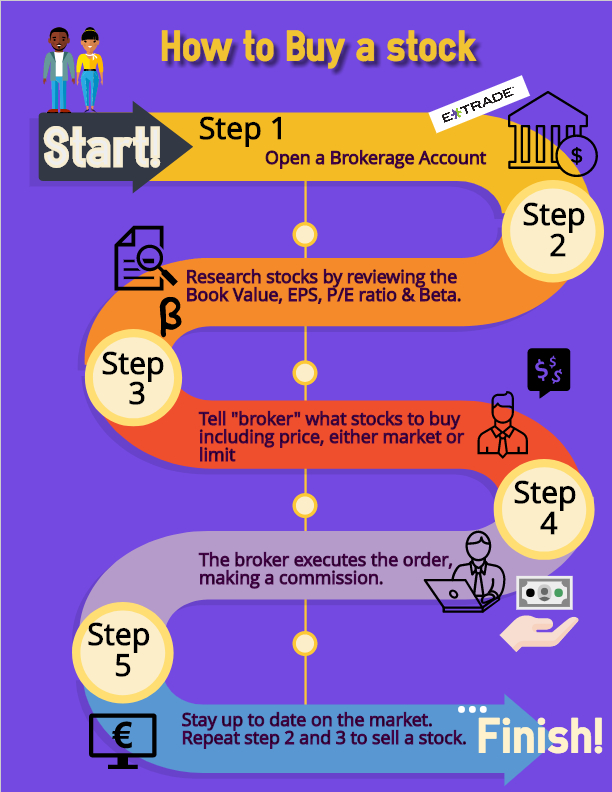 How to Buy a stock
Start!
Step 1
E*TRADE
Open a Brokerage Account
$
Step
2
Research stocks by reviewing the
Book Value, EPS, P/E ratio & Beta.
β
Step
3
$ $ $
Tell "broker" what stocks to buy
including price, either market or
limit
Step
4
The broker executes the order,
making a commission.
Step
5
€
Stay up to date on the market.
Repeat step 2 and 3 to sell a stock.
...
Finish!